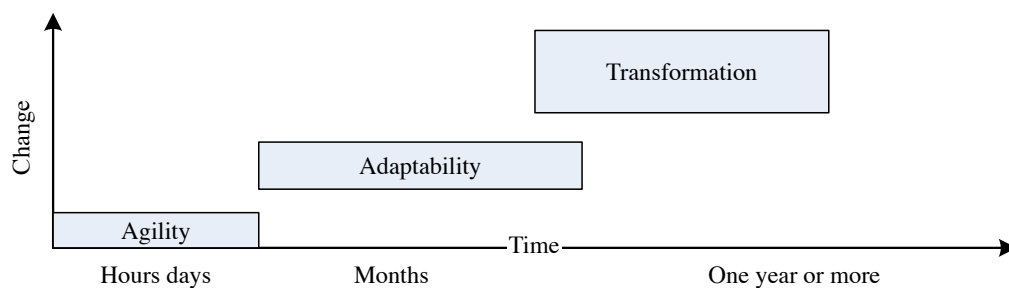 Transformation
Change
Adaptability
Agility
Time
Hours days
Months
One year or more